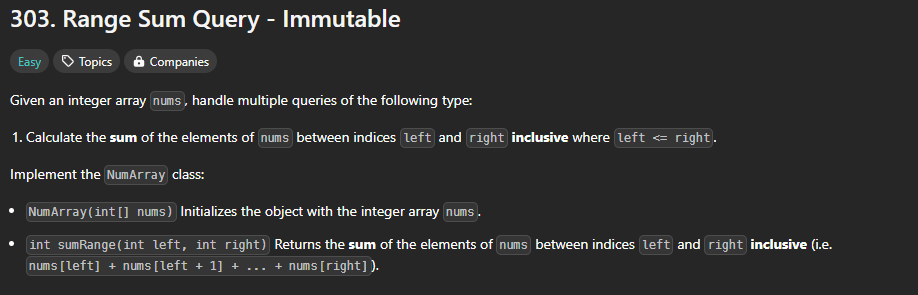 303. Range Sum Query - Immutable
Easy Topics Companies
Given an integer array nums, handle multiple queries of the following type:
1. Calculate the sum of the elements of nums between indices left and right inclusive where left <= right.
Implement the NumArray class:
• NumArray(int[] nums) Initializes the object with the integer array nums.
• int sumRange(int left, int right) Returns the sum of the elements of nums between indices left and right inclusive (i.e.
nums[left] + nums[left + 1] + ... + nums[right]).